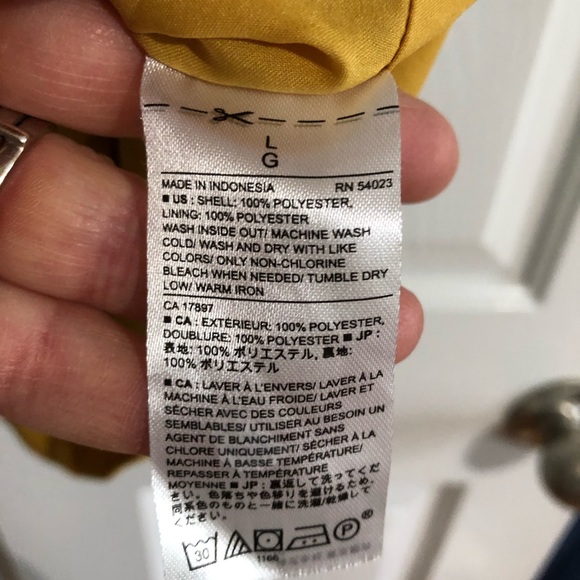 L
G
MADE IN INDONESIA RN 54023
■ US : SHELL: 100% POLYESTER,
LINING: 100% POLYESTER
WASH INSIDE OUT/ MACHINE WASH
COLD/ WASH AND DRY WITH LIKE
COLORS/ ONLY NON-CHLORINE
BLEACH WHEN NEEDED/ TUMBLE DRY
LOW/ WARM IRON
CA 17897
■ CA : EXTÉRIEUR: 100% POLYESTER,
DOUBLURE: 100% POLYESTER ■ JP :
表地: 100% ポリエステル, 裏地:
100% ポリエステル
■ CA : LAVER À L'ENVERS/ LAVER À LA
MACHINE À L'EAU FROIDE/ LAVER ET
SÉCHER AVEC DES COULEURS
SEMBLABLES/ UTILISER AU BESOIN UN
AGENT DE BLANCHIMENT SANS
CHLORE UNIQUEMENT/ SÉCHER À LA
MACHINE À BASSE TEMPÉRATURE/
REPASSER À TEMPÉRATURE
MOYENNE ■ JP : 裏返して洗ってくだ
さい。色落ちや色移りを避けるため、
同系色のものと一緒に洗濯/乾燥して
ください。
30 P ®
1166